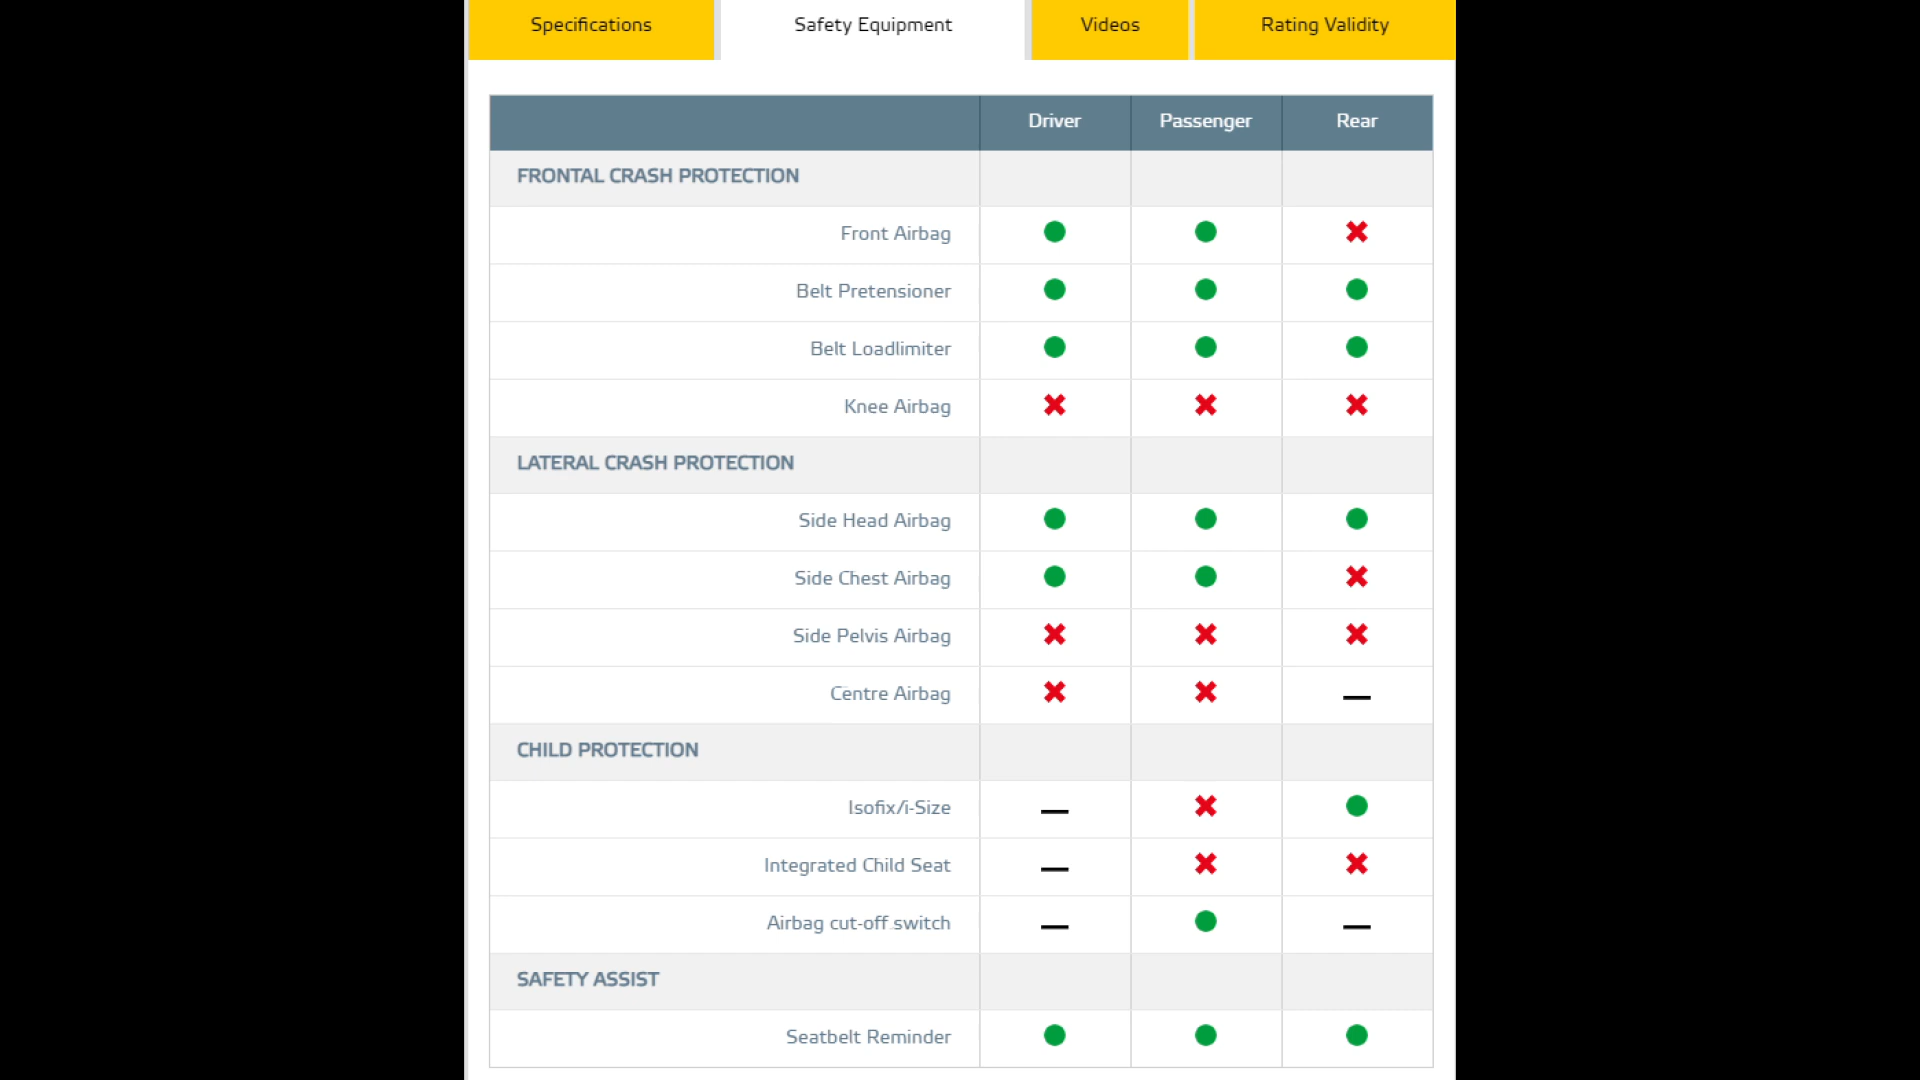 Specifications Safety Equipment Videos Rating Validity
Driver Passenger Rear
FRONTAL CRASH PROTECTION
Front Airbag
Belt Pretensioner
Belt Loadlimiter
Knee Airbag
LATERAL CRASH PROTECTION
Side Head Airbag
Side Chest Airbag
Side Pelvis Airbag
Centre Airbag
CHILD PROTECTION
Isofix/i-Size
Integrated Child Seat
Airbag cut-off switch
SAFETY ASSIST
Seatbelt Reminder